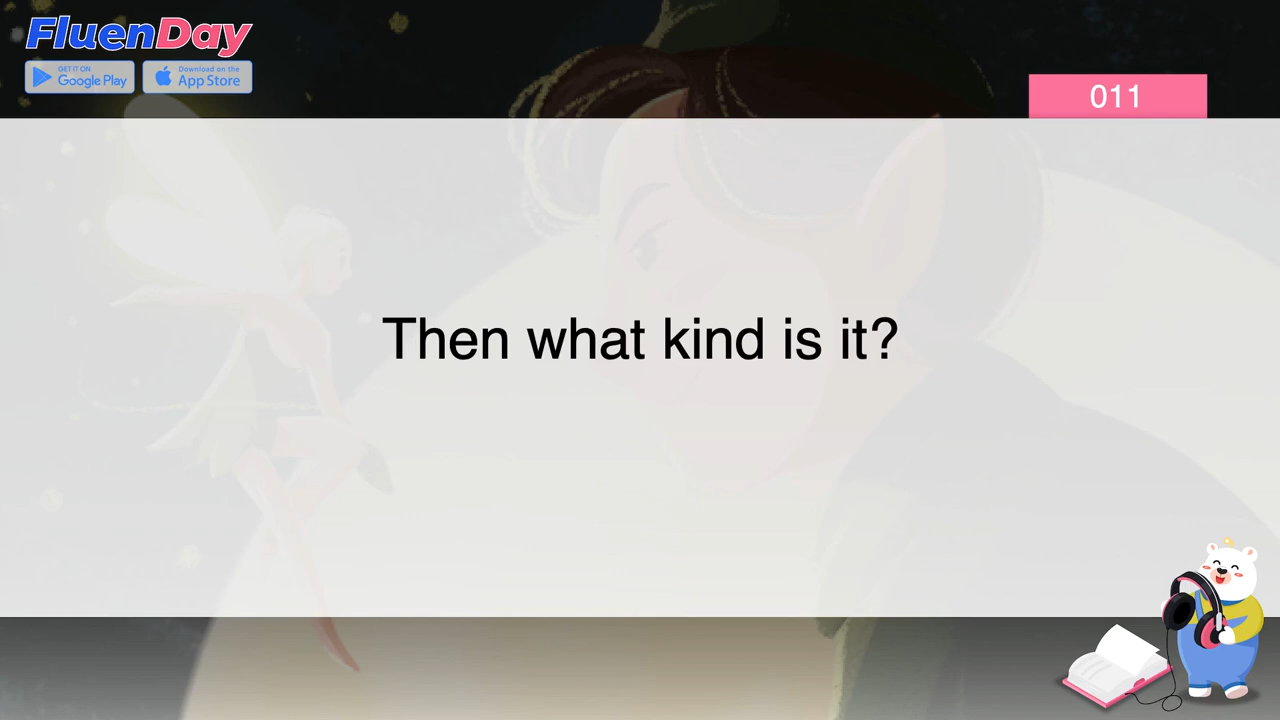 FluenDay
GET IT ON
Google Play
Download on the
App Store
011
Then what kind is it?